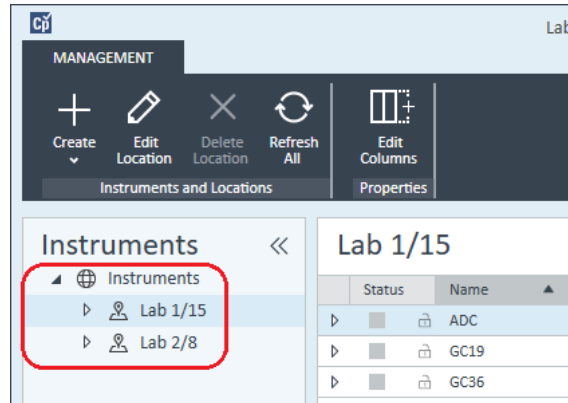 Cp
Lab
MANAGEMENT
Create
Edit Location
Delete Location
Refresh All
Edit Columns
Instruments and Locations
Properties
Instruments
Instruments
Lab 1/15
Lab 2/8
Lab 1/15
Status Name
ADC
GC19
GC36